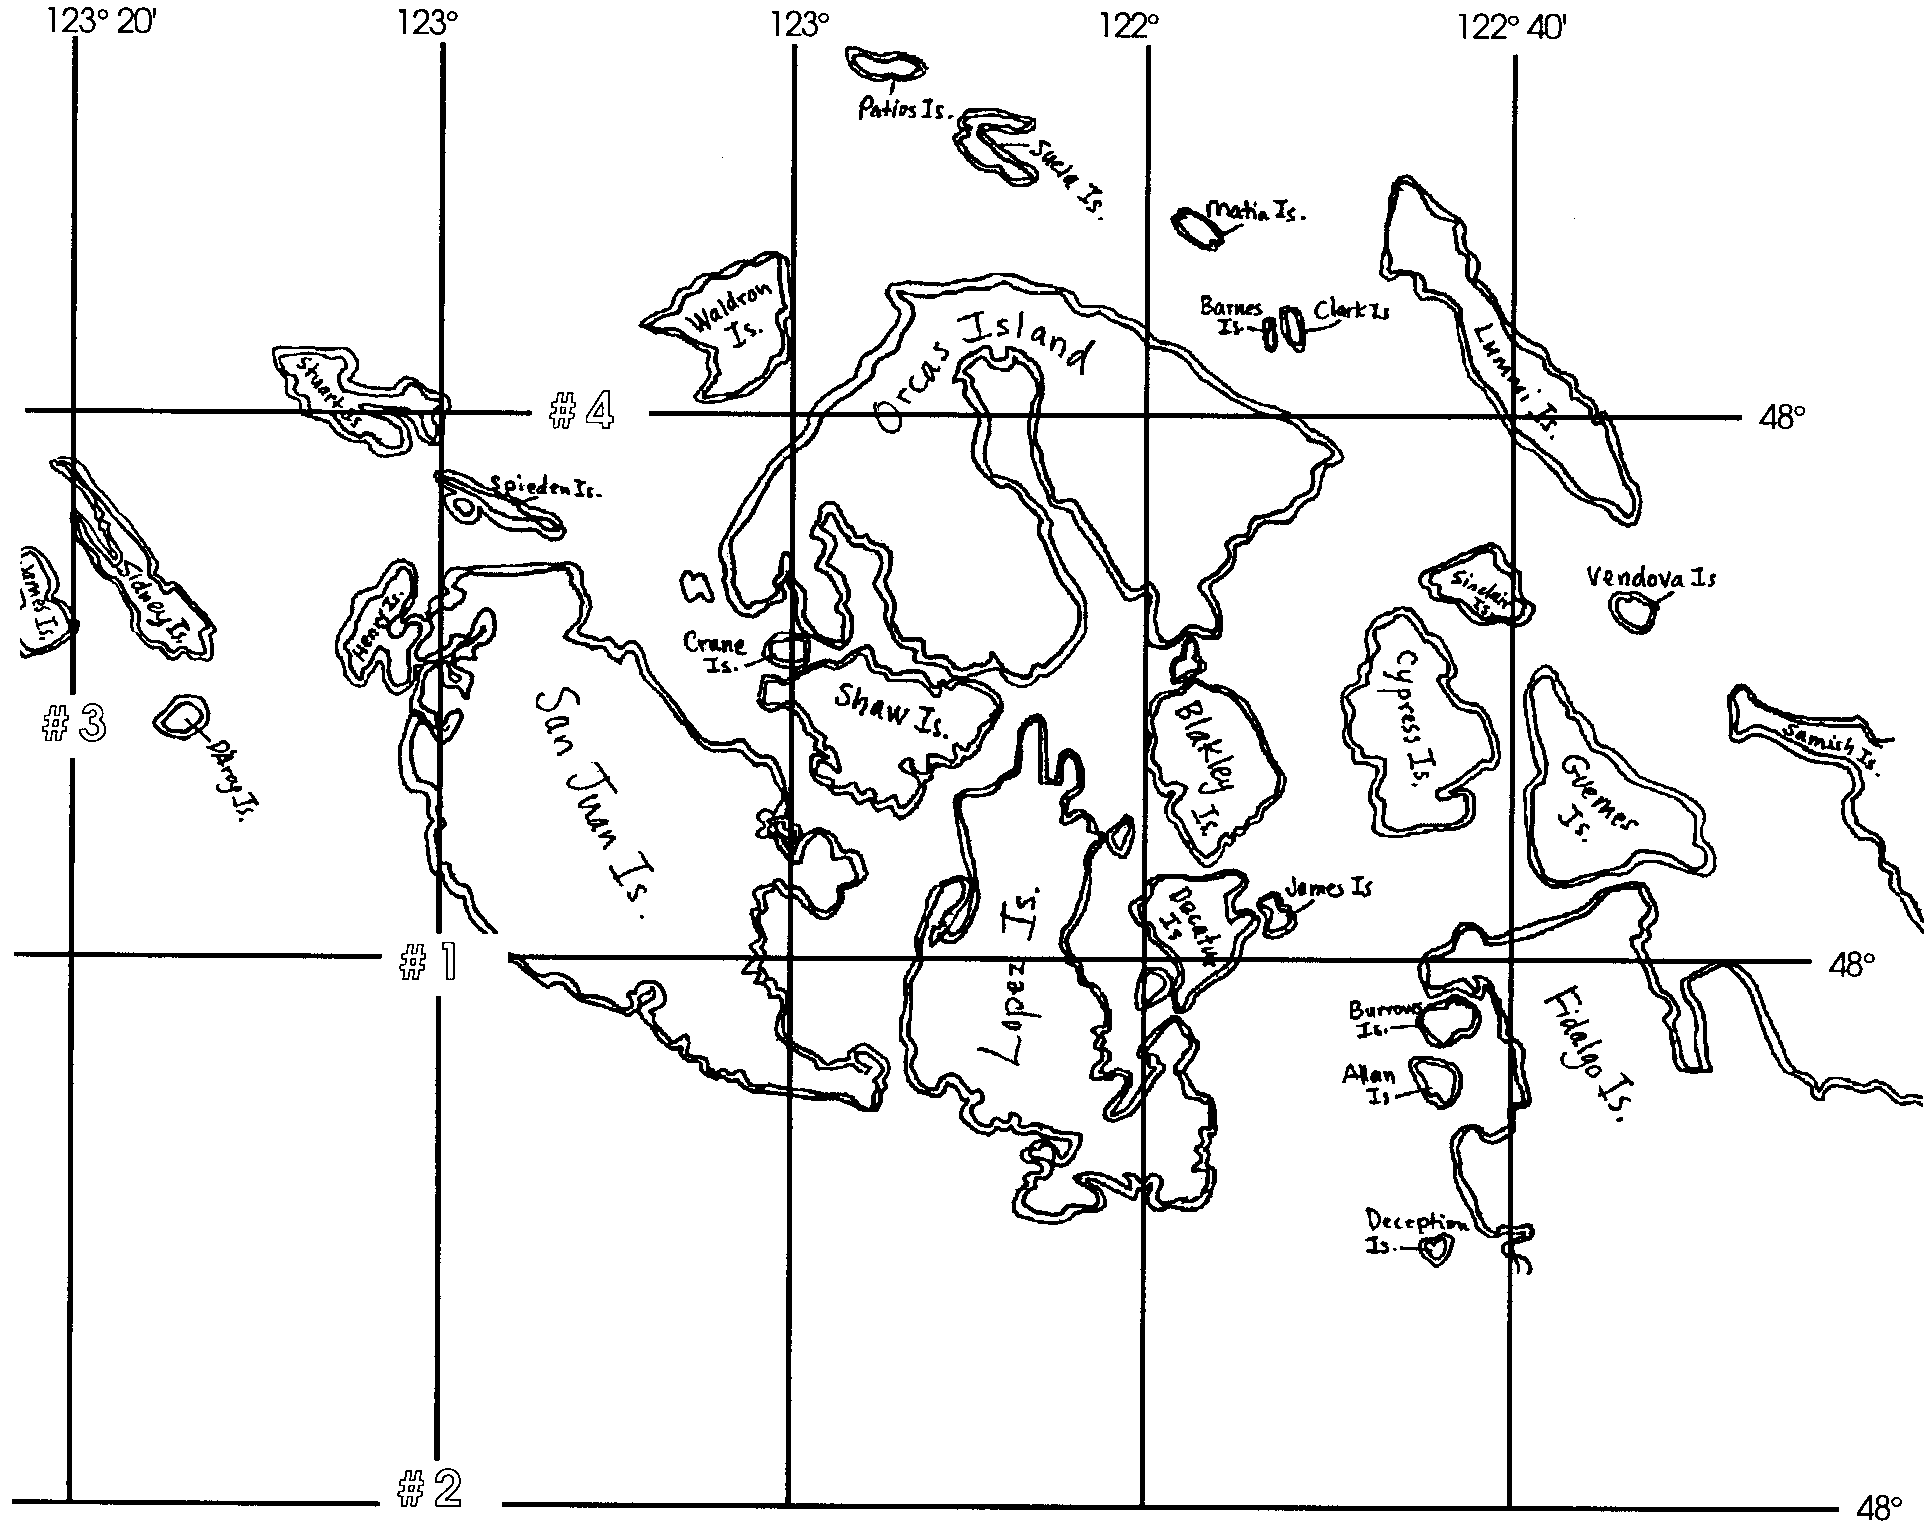 123° 20'
123°
123°
122°
122° 40'
Patios Is.
Sucia Is.
Matia Is.
Waldron
Is.
Barnes
Is.
Clark Is
Orcas Island
Lummi Is.
Stuart Is
# 4
48°
Spieden Is.
James Is.
Sidney Is.
Henry Is.
Sinclair
Is.
Vendova Is
Crane
Is.
# 3
D'Arcy Is.
San Juan Is.
Shaw Is.
Blakley
Is.
Cypress Is.
Guemes
Is.
Samish Is.
Decatur
Is
James Is
# 1
48°
Lopez Is.
Burrows
Is.
Fidalgo Is.
Allan
Is
Deception
Is.
# 2
48°